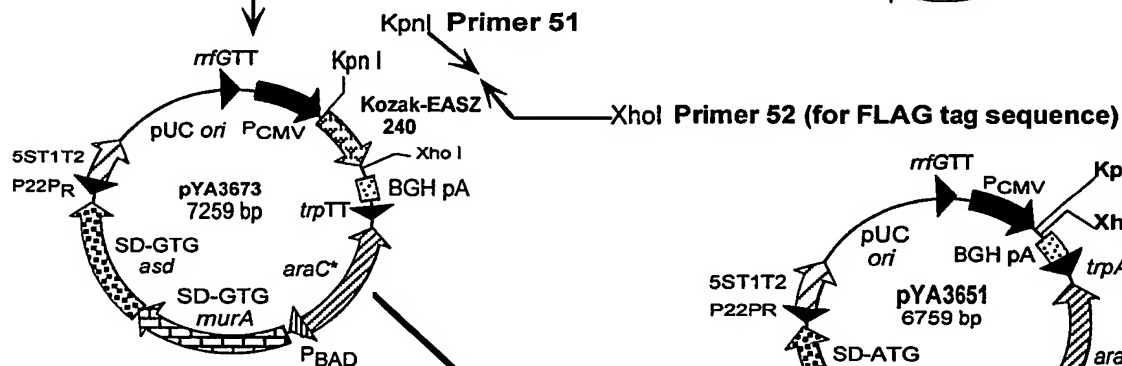 KpnI Primer 51
XhoI Primer 52 (for FLAG tag sequence)
rrfGTT
Kpn I
Kozak-EASZ
240
Xho I
BGH pA
trpTT
araC*
PBAD
SD-GTG
murA
SD-GTG
asd
P22PR
5ST1T2
pUC ori
PCMV
pYA3673
7259 bp
rrfGTT
PCMV
Kp
Xh
BGH pA
trpA
ara
pUC
ori
5ST1T2
P22PR
SD-ATG
pYA3651
6759 bp